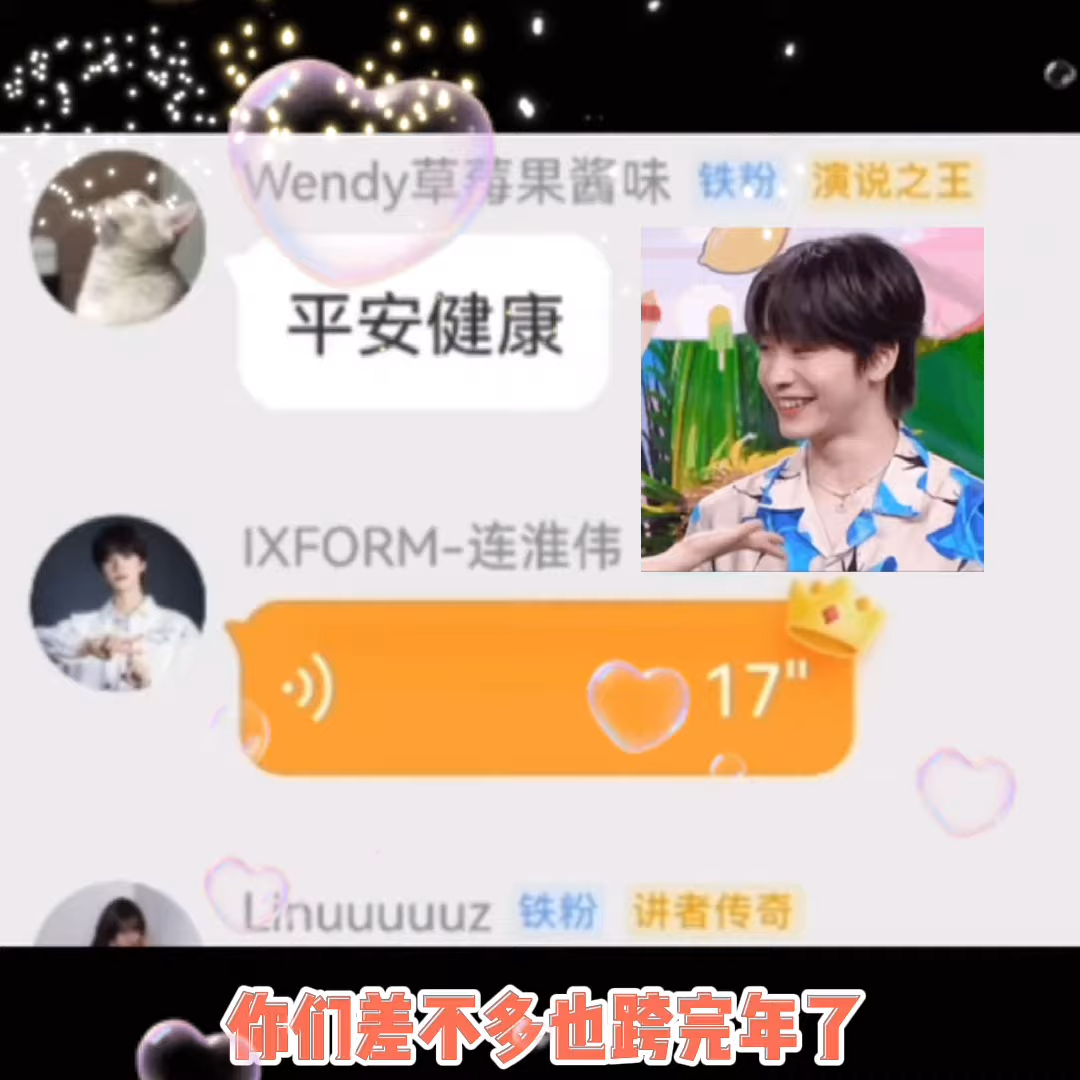 Wendy草莓果酱味 铁粉 演说之王
平安健康
IXFORM-连淮伟
17"
Linuuuuuuz 铁粉 讲者传奇
你们差不多也跨完年了